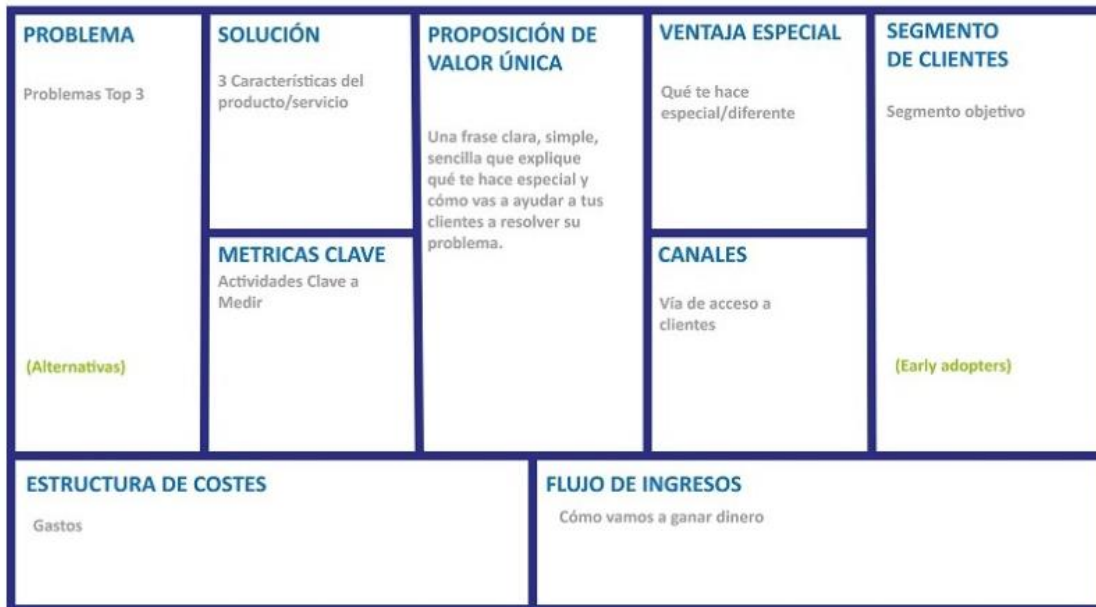 PROBLEMA
Problemas Top 3
(Alternativas)
SOLUCIÓN
3 Características del
producto/servicio
METRICAS CLAVE
Actividades Clave a
Medir
PROPOSICIÓN DE
VALOR ÚNICA
Una frase clara, simple,
sencilla que explique
qué te hace especial y
cómo vas a ayudar a tus
clientes a resolver su
problema.
VENTAJA ESPECIAL
Qué te hace
especial/diferente
CANALES
Vía de acceso a
clientes
SEGMENTO
DE CLIENTES
Segmento objetivo
(Early adopters)
ESTRUCTURA DE COSTES
Gastos
FLUJO DE INGRESOS
Cómo vamos a ganar dinero